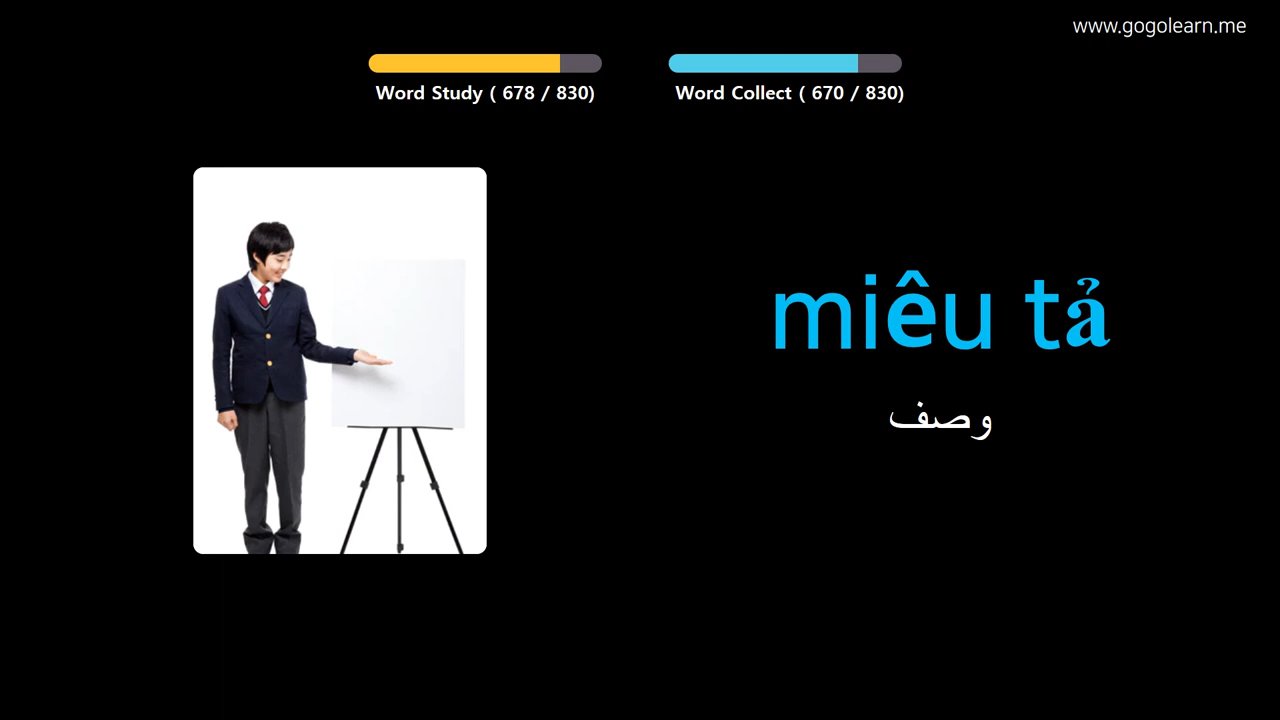 www.gogolearn.me
Word Study ( 678 / 830)
Word Collect ( 670 / 830)
miêu tả
وصف